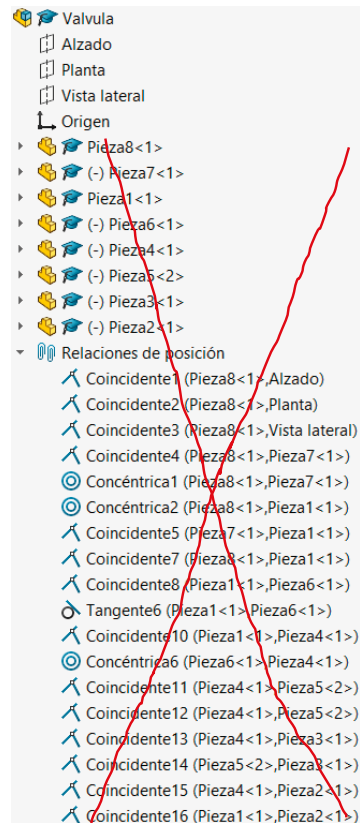 Valvula
Alzado
Planta
Vista lateral
Origen
Pieza8<1>
(-) Pieza7<1>
Pieza1<1>
(-) Pieza6<1>
(-) Pieza4<1>
(-) Pieza5<2>
(-) Pieza3<1>
(-) Pieza2<1>
Relaciones de posición
Coincidente1 (Pieza8<1>,Alzado)
Coincidente2 (Pieza8<1>,Planta)
Coincidente3 (Pieza8<1>,Vista lateral)
Coincidente4 (Pieza8<1>,Pieza7<1>)
Concéntrica1 (Pieza8<1>,Pieza7<1>)
Concéntrica2 (Pieza8<1>,Pieza1<1>)
Coincidente5 (Pieza7<1>,Pieza1<1>)
Coincidente7 (Pieza8<1>,Pieza1<1>)
Coincidente8 (Pieza1<1>,Pieza6<1>)
Tangente6 (Pieza1<1>,Pieza6<1>)
Coincidente10 (Pieza1<1>,Pieza4<1>)
Concéntrica6 (Pieza6<1>,Pieza4<1>)
Coincidente11 (Pieza4<1>,Pieza5<2>)
Coincidente12 (Pieza4<1>,Pieza5<2>)
Coincidente13 (Pieza4<1>,Pieza3<1>)
Coincidente14 (Pieza5<2>,Pieza3<1>)
Coincidente15 (Pieza4<1>,Pieza2<1>)
Coincidente16 (Pieza1<1>,Pieza2<1>)